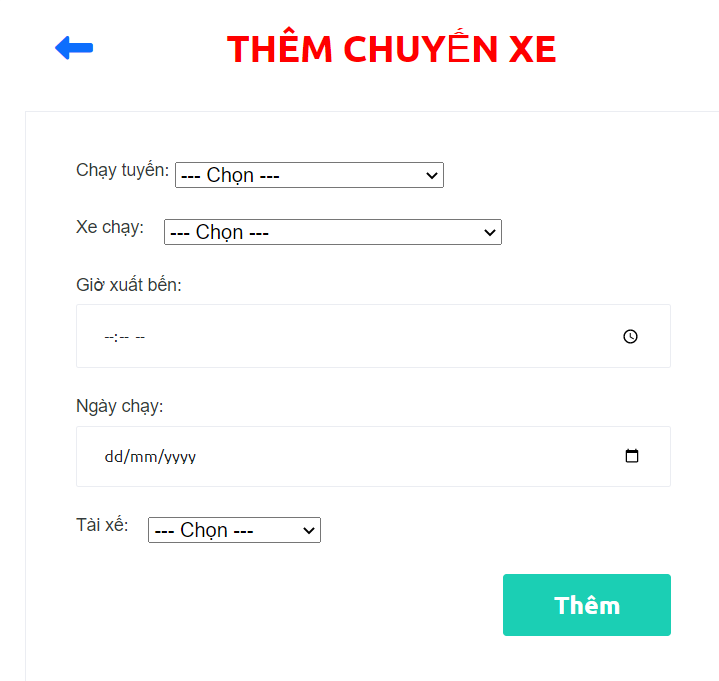 THÊM CHUYẾN XE
Chạy tuyến: --- Chọn ---
Xe chạy: --- Chọn ---
Giờ xuất bến:
--:-- --
Ngày chạy:
dd/mm/yyyy
Tài xế: --- Chọn ---
Thêm